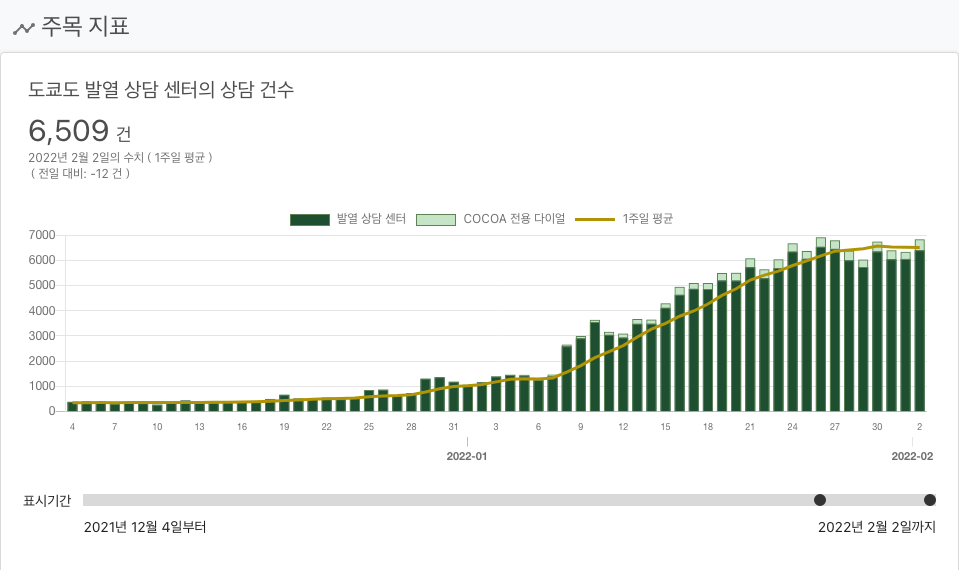 주목 지표
도쿄도 발열 상담 센터의 상담 건수
6,509 건
2022년 2월 2일의 수치 ( 1주일 평균 )
( 전일 대비: -12 건 )
발열 상담 센터 COCOA 전용 다이얼 1주일 평균
7000
6000
5000
4000
3000
2000
1000
0
4 7 10 13 16 19 22 25 28 31 3 6 9 12 15 18 21 24 27 30 2
2022-01 2022-02
표시기간
2021년 12월 4일부터 2022년 2월 2일까지